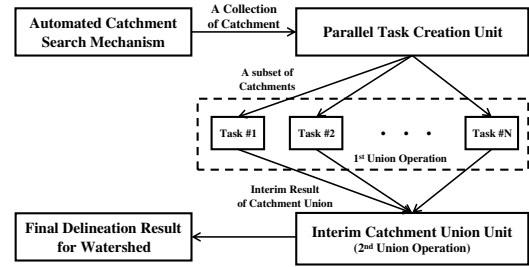 Automated Catchment
Search Mechanism
A Collection
of Catchment
Parallel Task Creation Unit
A subset of
Catchments
Task #1
Task #2
. . .
Task #N
1st Union Operation
Interim Result
of Catchment Union
Final Delineation Result
for Watershed
Interim Catchment Union Unit
(2nd Union Operation)